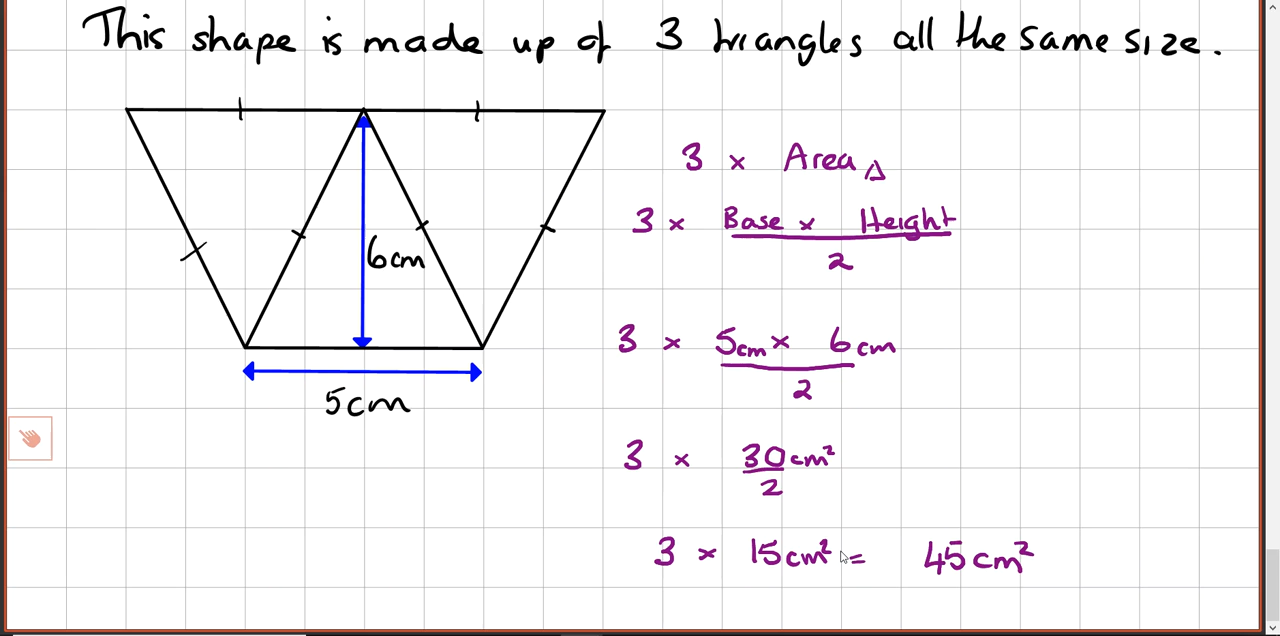 This shape is made up of 3 triangles all the same size.
6cm
5cm
3 × Area △
3 × Base × Height
2
3 × 5cm × 6cm
2
3 × 30cm²
2
3 × 15cm² = 45cm²